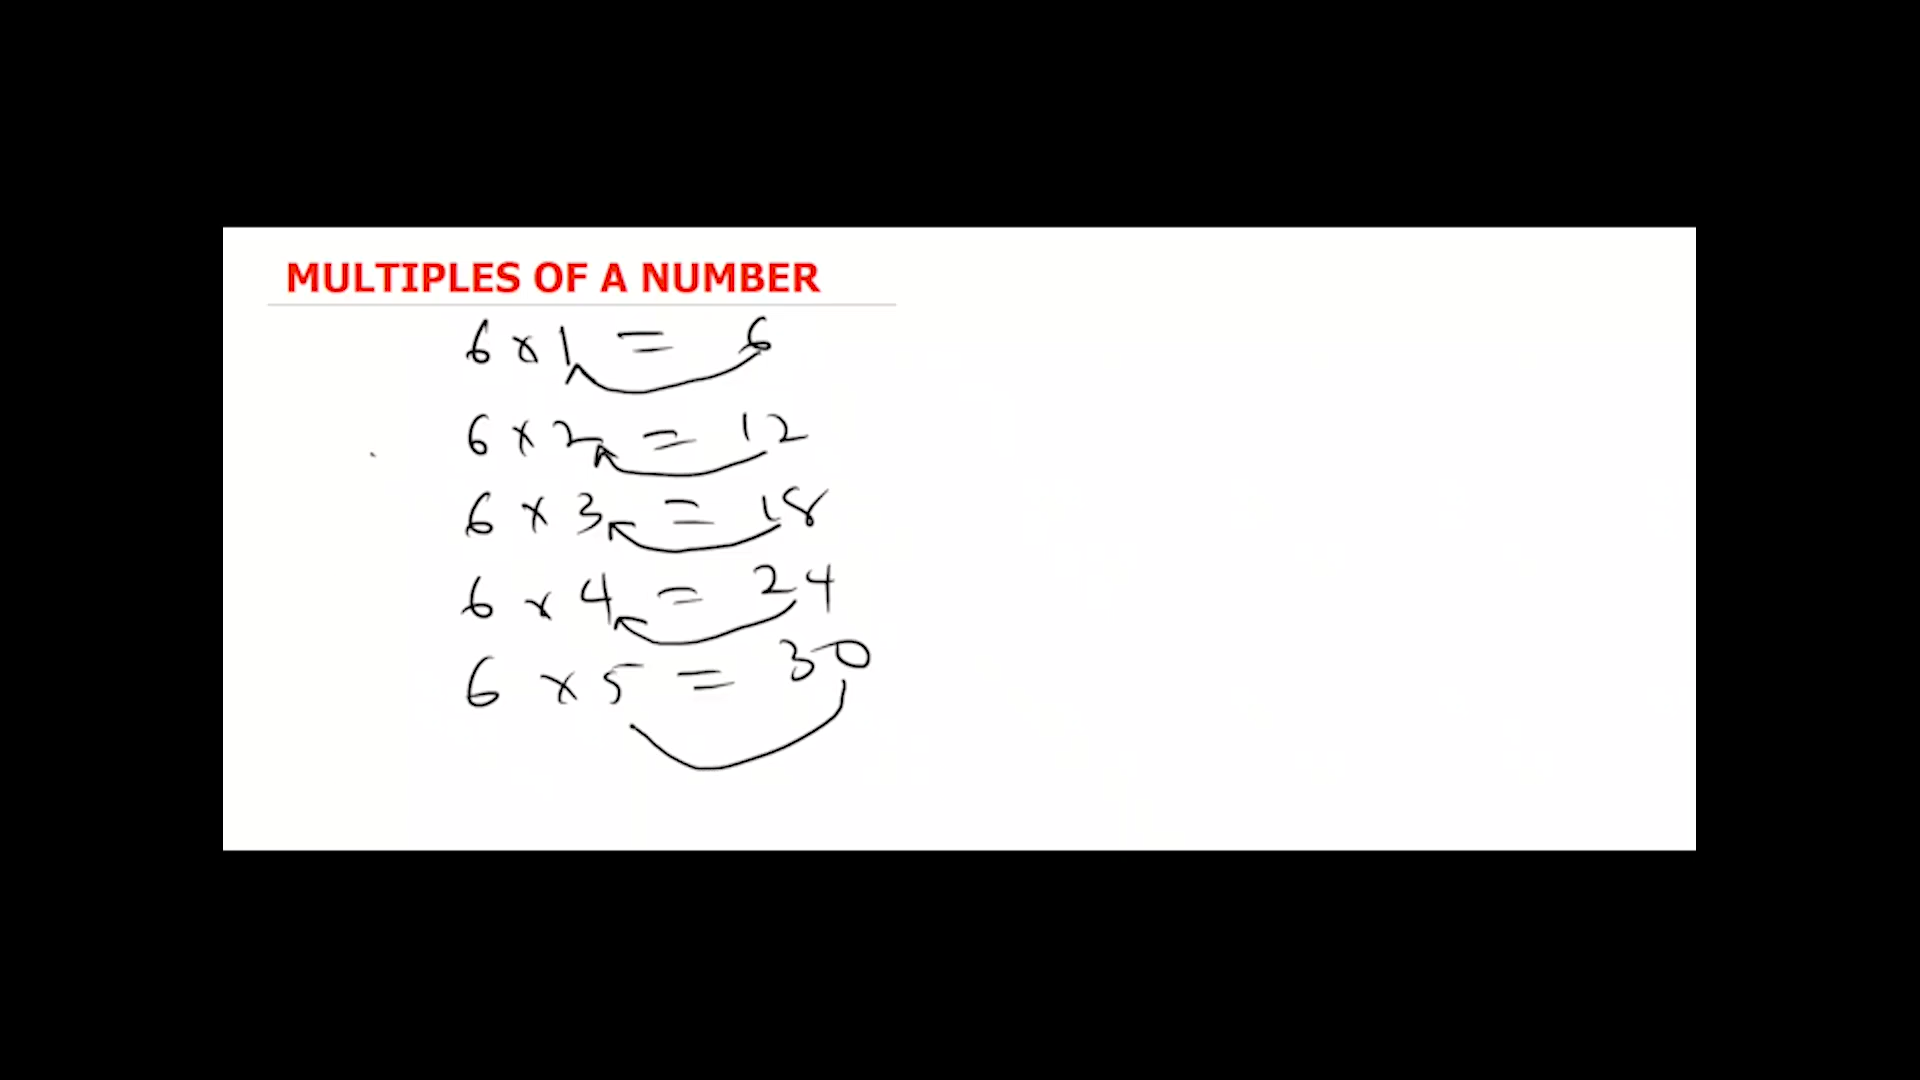 MULTIPLES OF A NUMBER
6 x 1 = 6
6 x 2 = 12
6 x 3 = 18
6 x 4 = 24
6 x 5 = 30